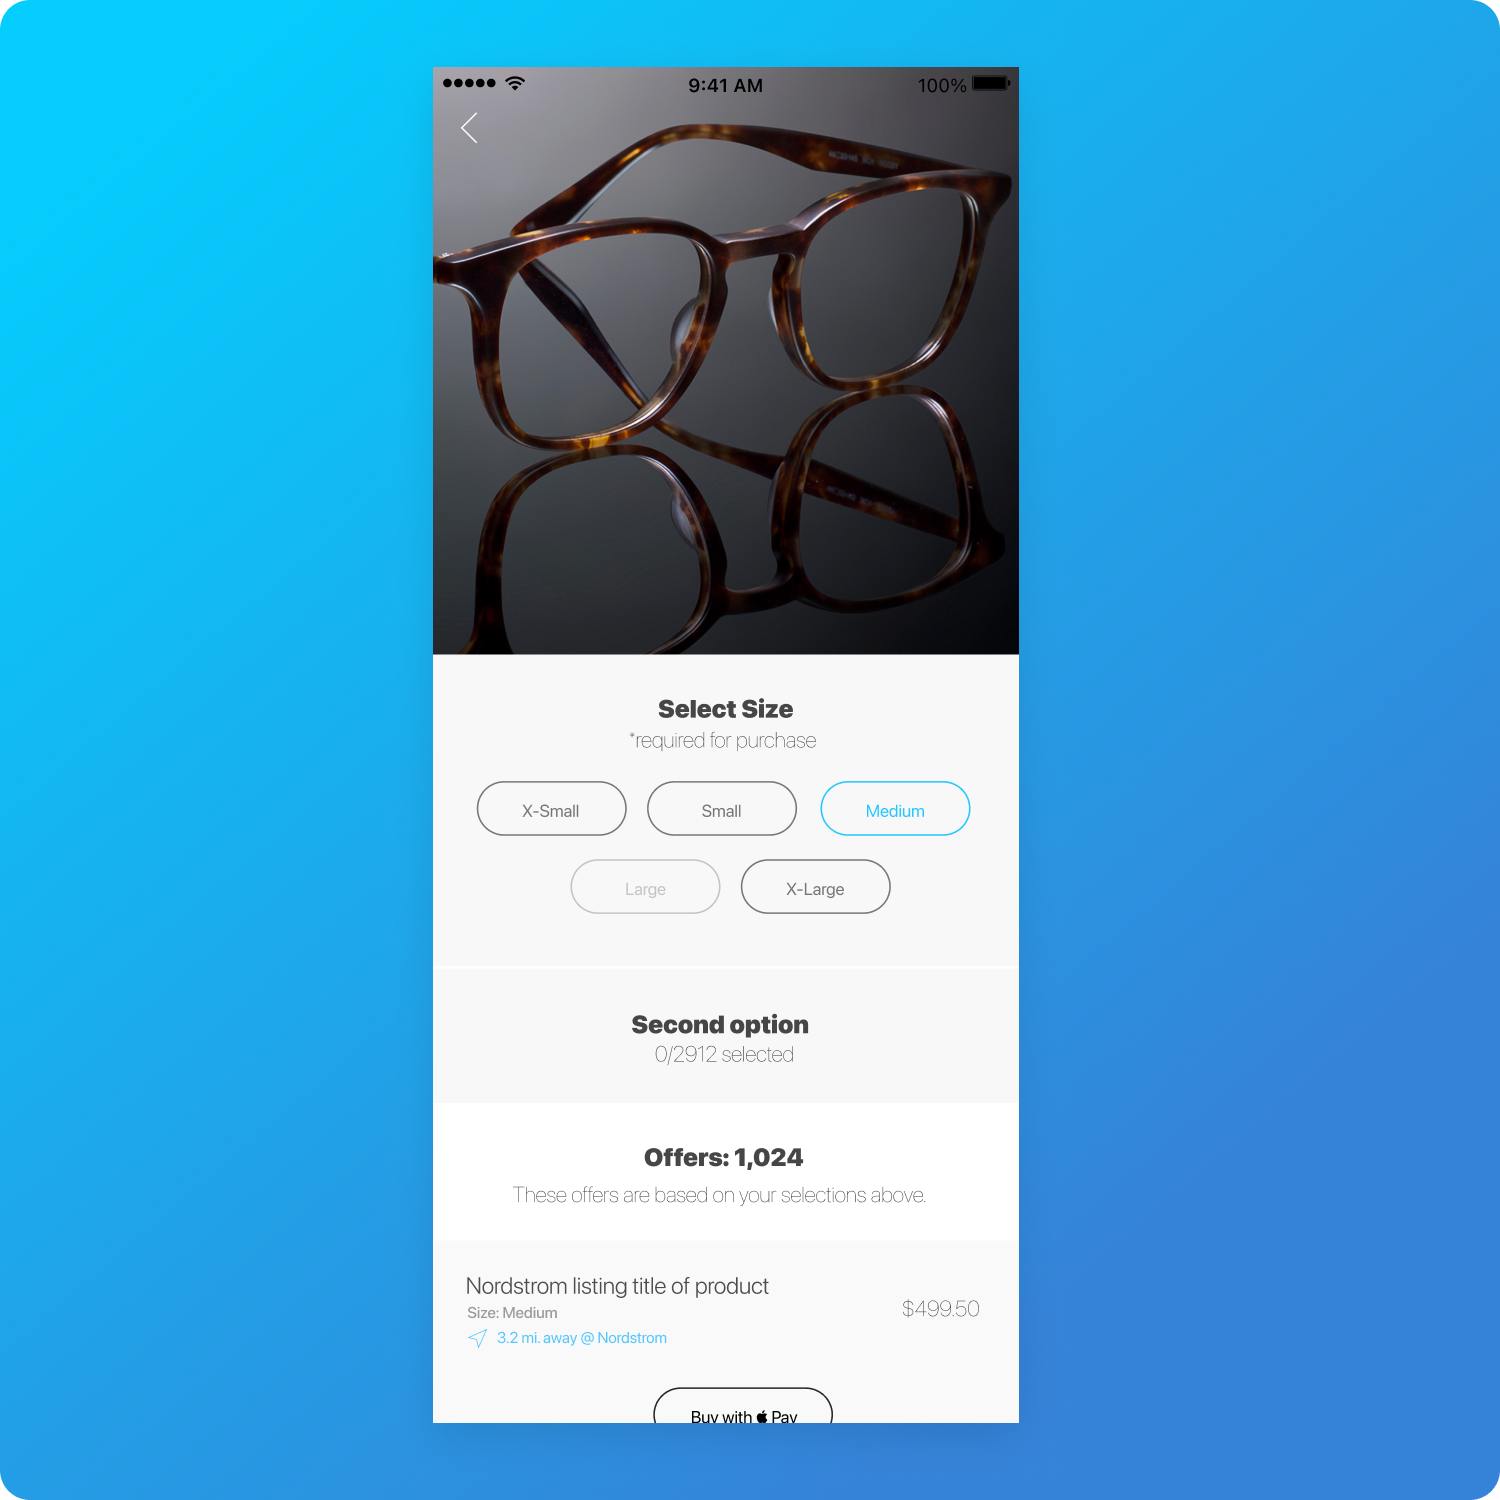 9:41 AM
100%
Select Size
*required for purchase
X-Small
Small
Medium
Large
X-Large
Second option
0/2912 selected
Offers: 1,024
These offers are based on your selections above.
Nordstrom listing title of product
Size: Medium
$499.50
3.2 mi. away @ Nordstrom
Buy with Pay